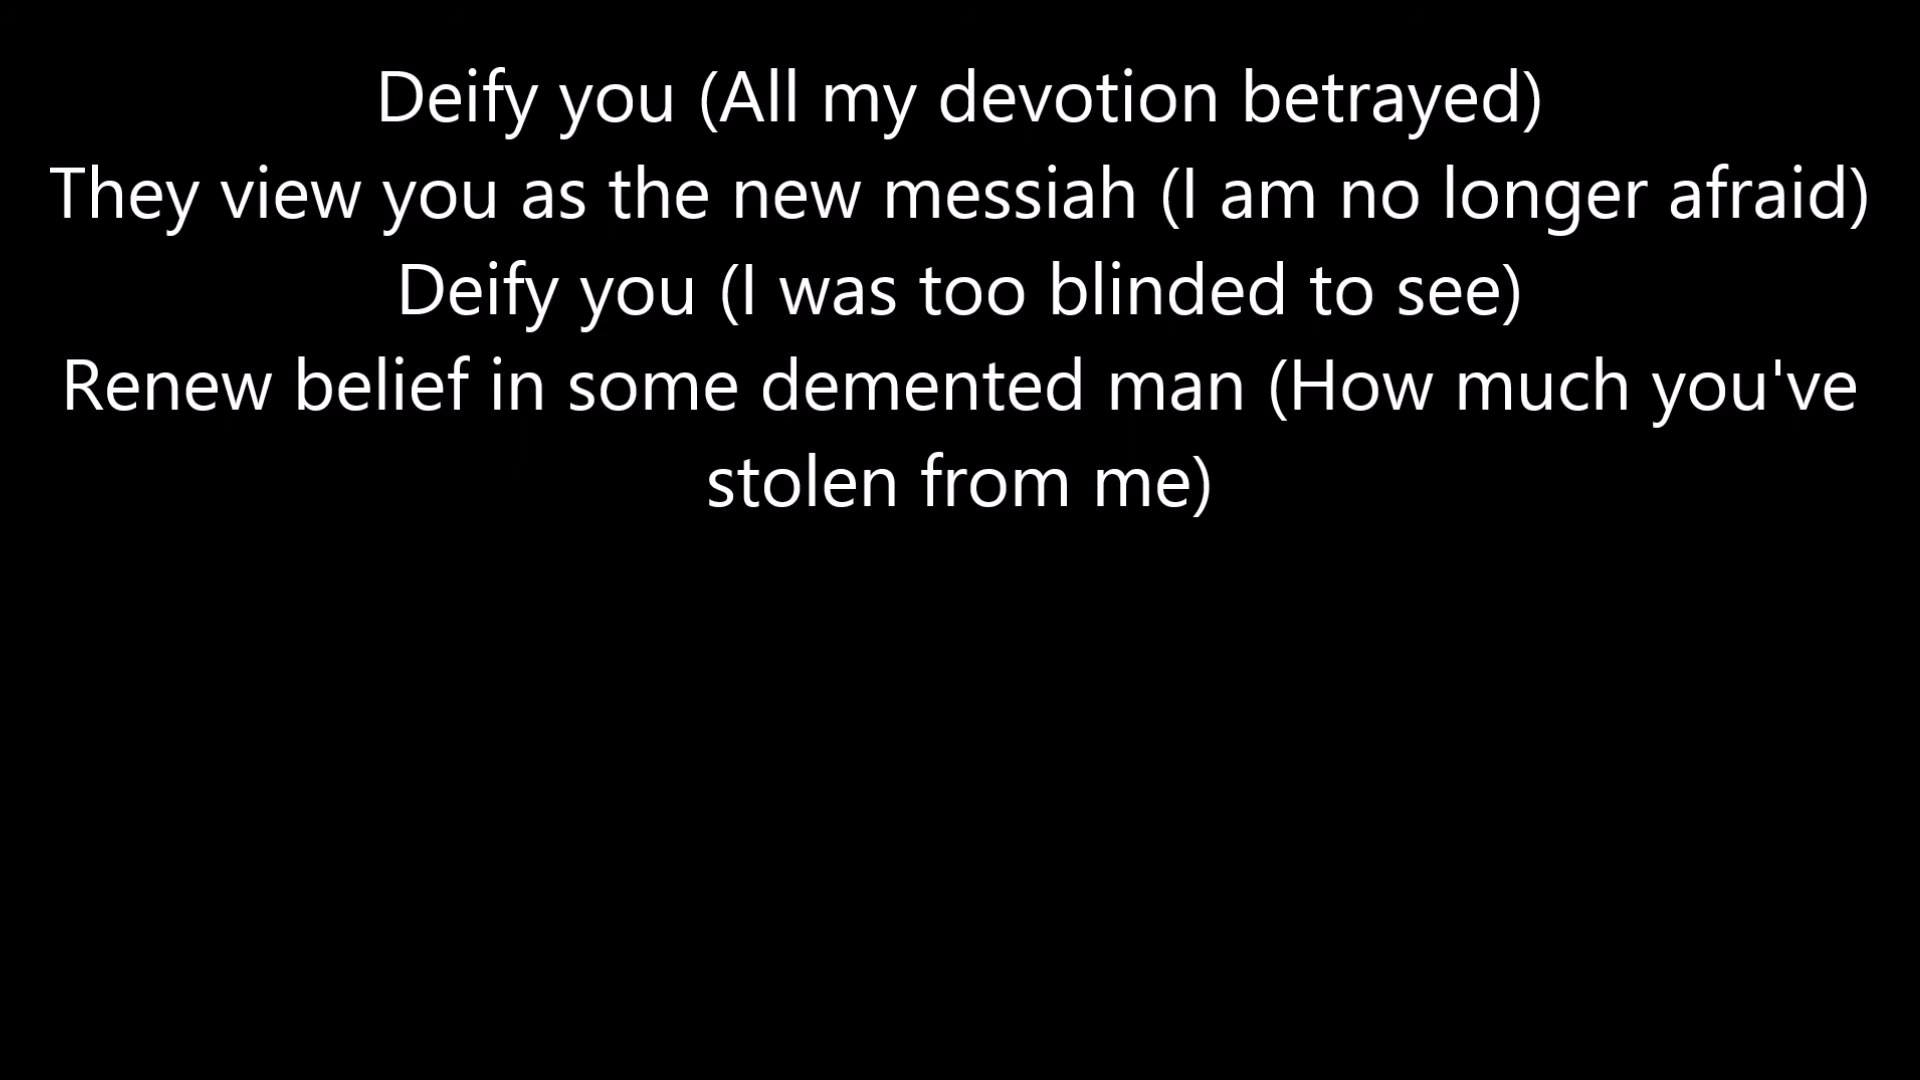 Deify you (All my devotion betrayed)
They view you as the new messiah (I am no longer afraid)
Deify you (I was too blinded to see)
Renew belief in some demented man (How much you've
stolen from me)